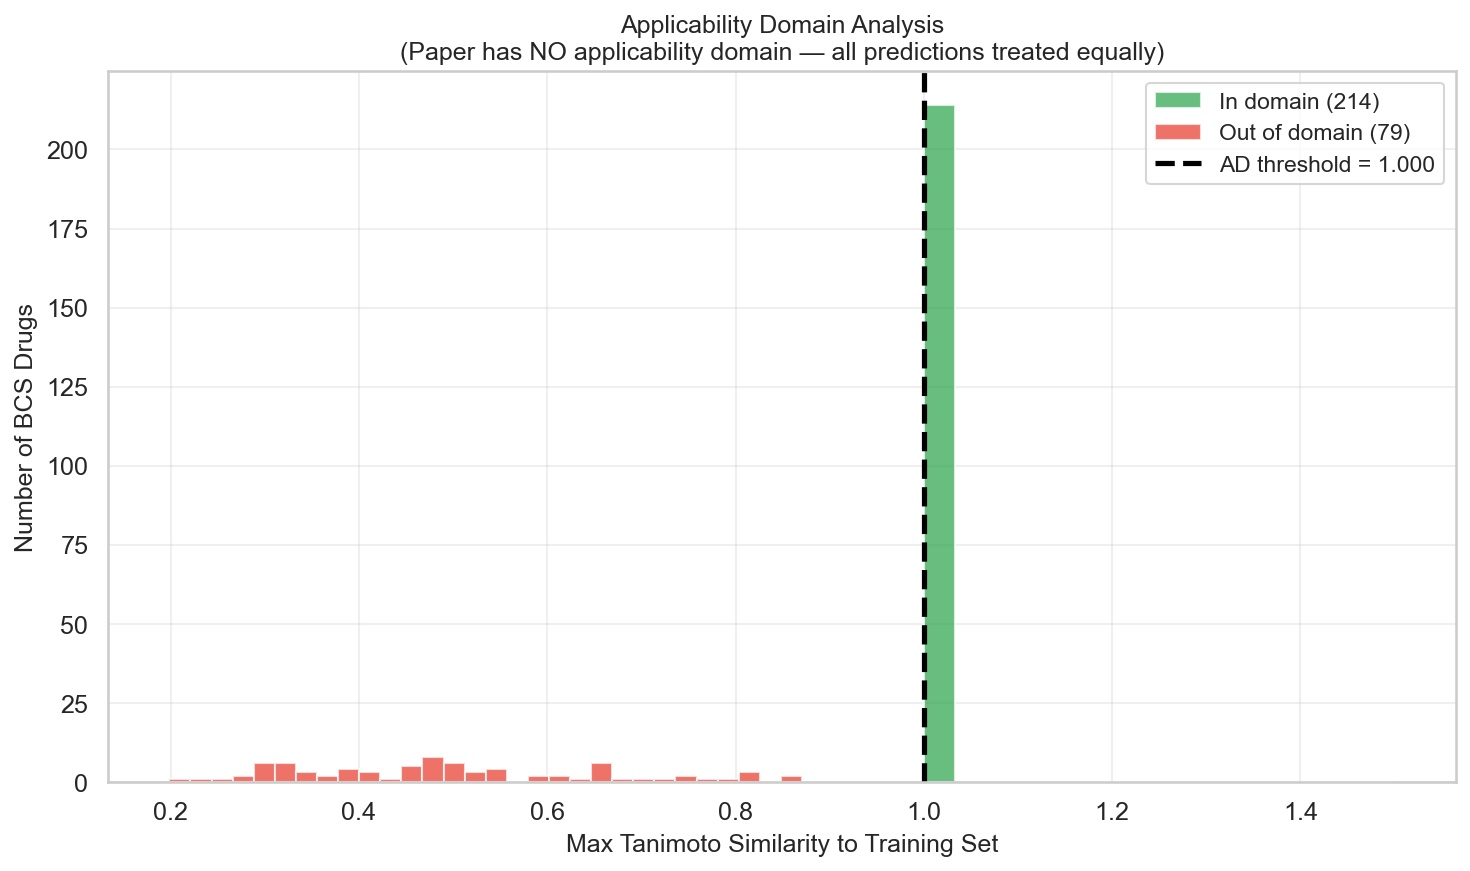 Applicability Domain Analysis
(Paper has NO applicability domain — all predictions treated equally)
In domain (214)
Out of domain (79)
AD threshold = 1.000
Number of BCS Drugs
200
175
150
125
100
75
50
25
0
0.2 0.4 0.6 0.8 1.0 1.2 1.4
Max Tanimoto Similarity to Training Set